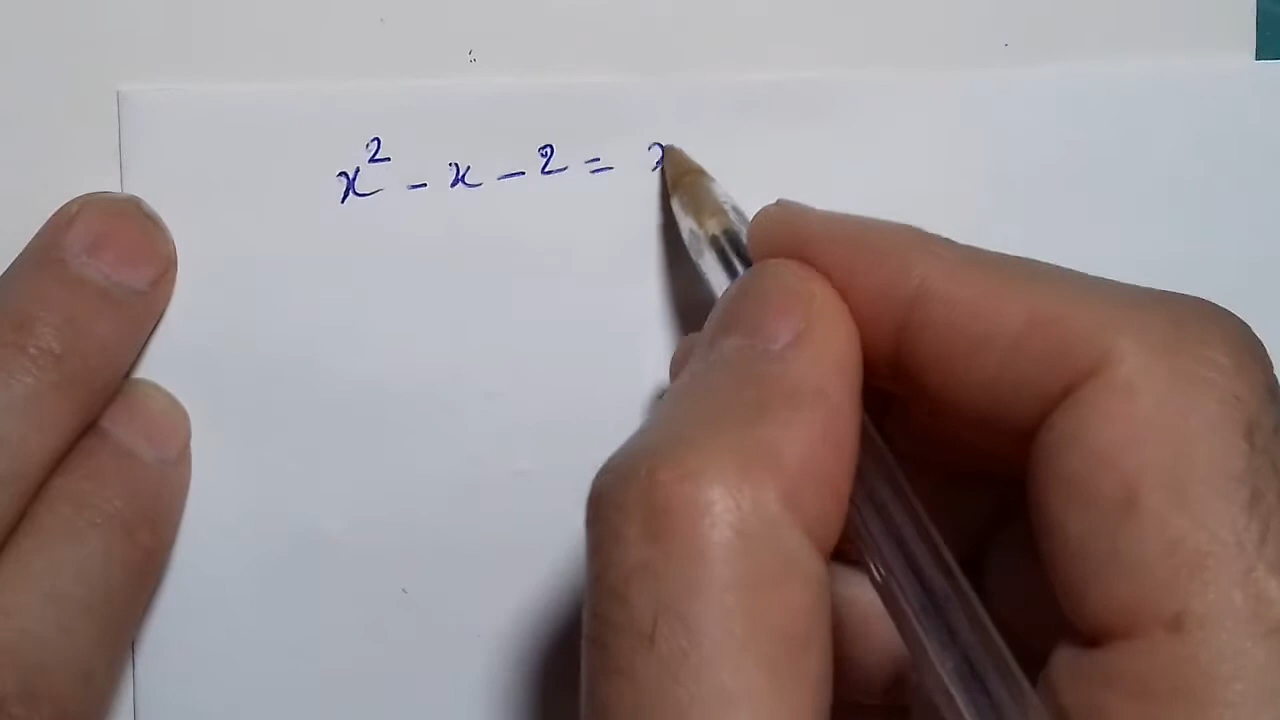 x² - x - 2 = x